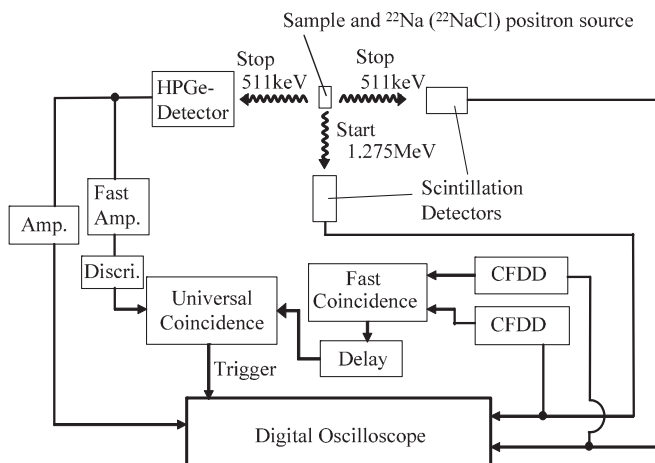 Sample and ²²Na (²²NaCl) positron source
Stop
511keV
Stop
511keV
HPGe-
Detector
Start
1.275MeV
Scintillation
Detectors
Amp.
Fast
Amp.
Discri.
Universal
Coincidence
Fast
Coincidence
CFDD
CFDD
Delay
Trigger
Digital Oscilloscope